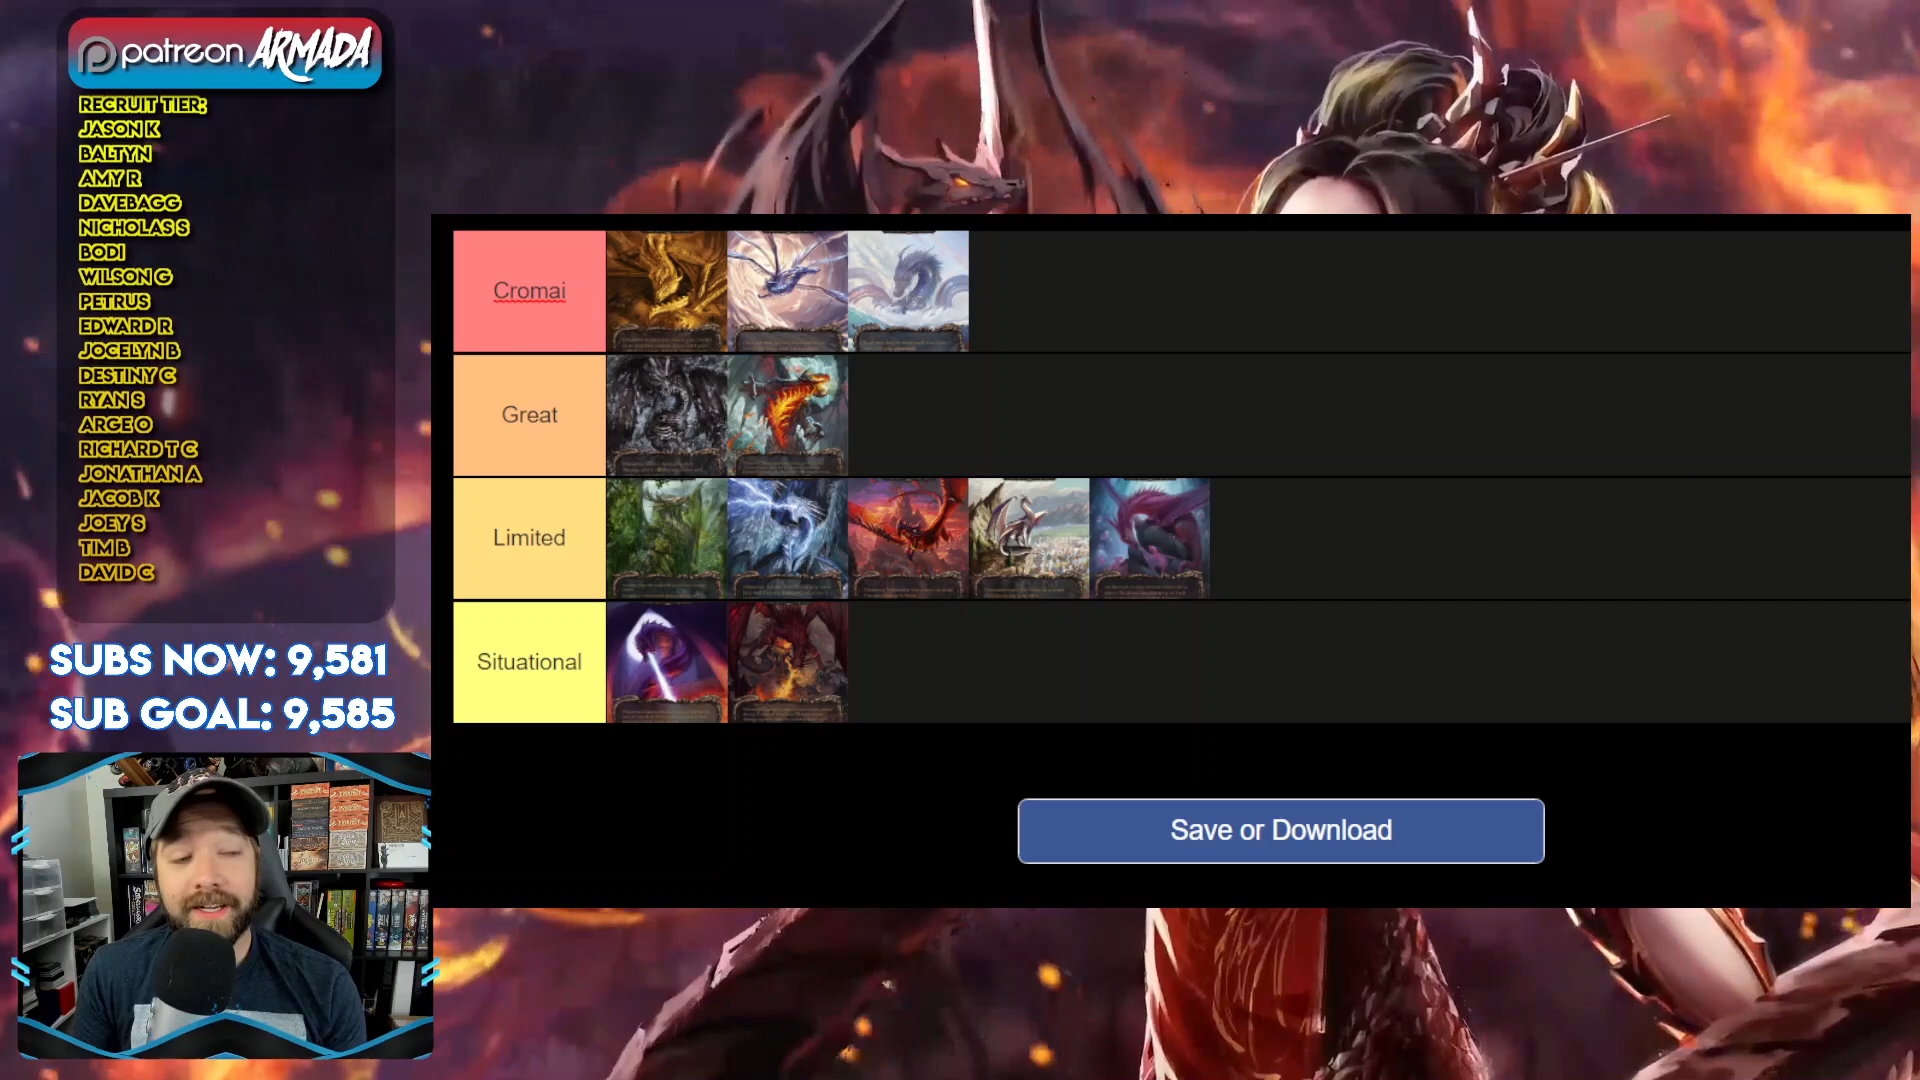 patreon ARMADA
RECRUIT TIER:
JASON K
BALTYN
AMY R
DAVEBAGG
NICHOLAS S
BODI
WILSON G
PETRUS
EDWARD R
JOCELYN B
DESTINY C
RYAN S
ARGE O
RICHARD T C
JONATHAN A
JACOB K
JOEY S
TIM B
DAVID C
SUBS NOW: 9,581
SUB GOAL: 9,585
Cromai
Great
Limited
Situational
Save or Download